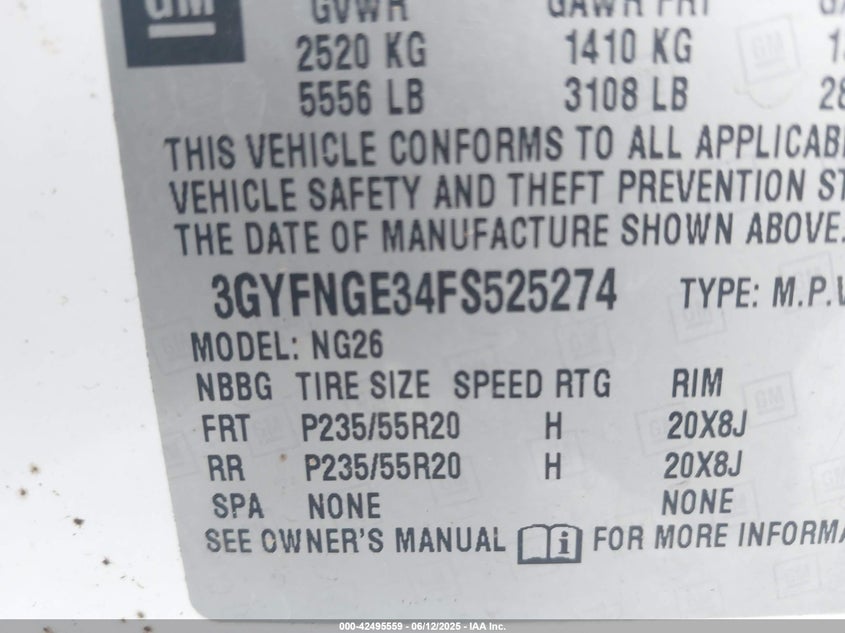 GM
GVWR GAWR FRT
2520 KG 1410 KG
5556 LB 3108 LB
THIS VEHICLE CONFORMS TO ALL
VEHICLE SAFETY AND THEFT PREVENTION
THE DATE OF MANUFACTURE SHOWN ABOVE.
3GYFNGE34FS525274 TYPE: M.P.V
MODEL: NG26
NBBG TIRE SIZE SPEED RTG RIM
FRT P235/55R20 H 20X8J
RR P235/55R20 H 20X8J
SPA NONE NONE
SEE OWNER'S MANUAL FOR MORE
000-42495559 - 06/12/2025 - IAA Inc.